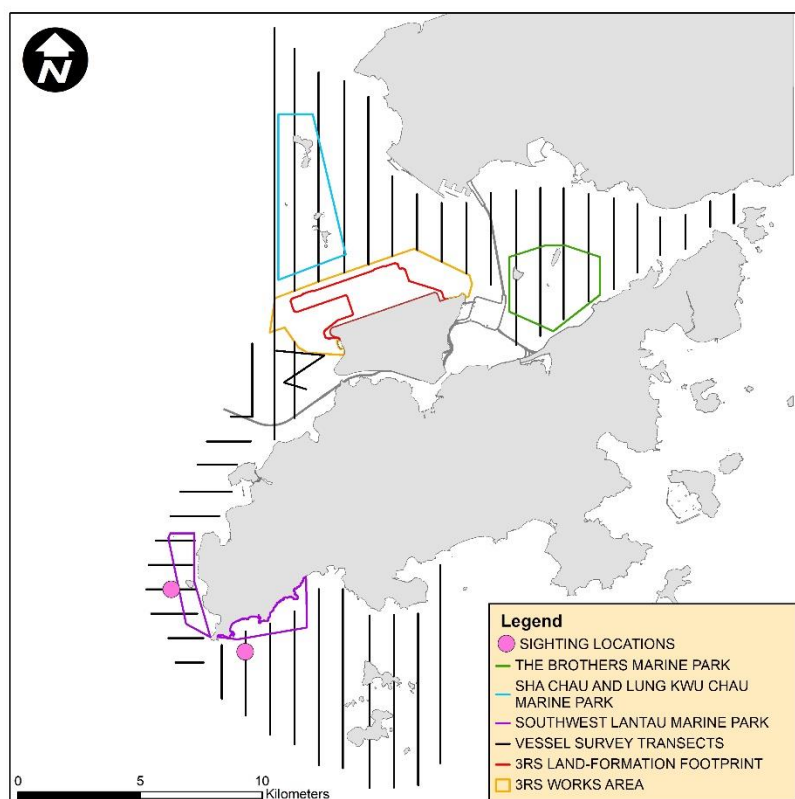 N
Legend
SIGHTING LOCATIONS
THE BROTHERS MARINE PARK
SHA CHAU AND LUNG KWU CHAU
MARINE PARK
SOUTHWEST LANTAU MARINE PARK
VESSEL SURVEY TRANSECTS
3RS LAND-FORMATION FOOTPRINT
3RS WORKS AREA
0 5 10
Kilometers